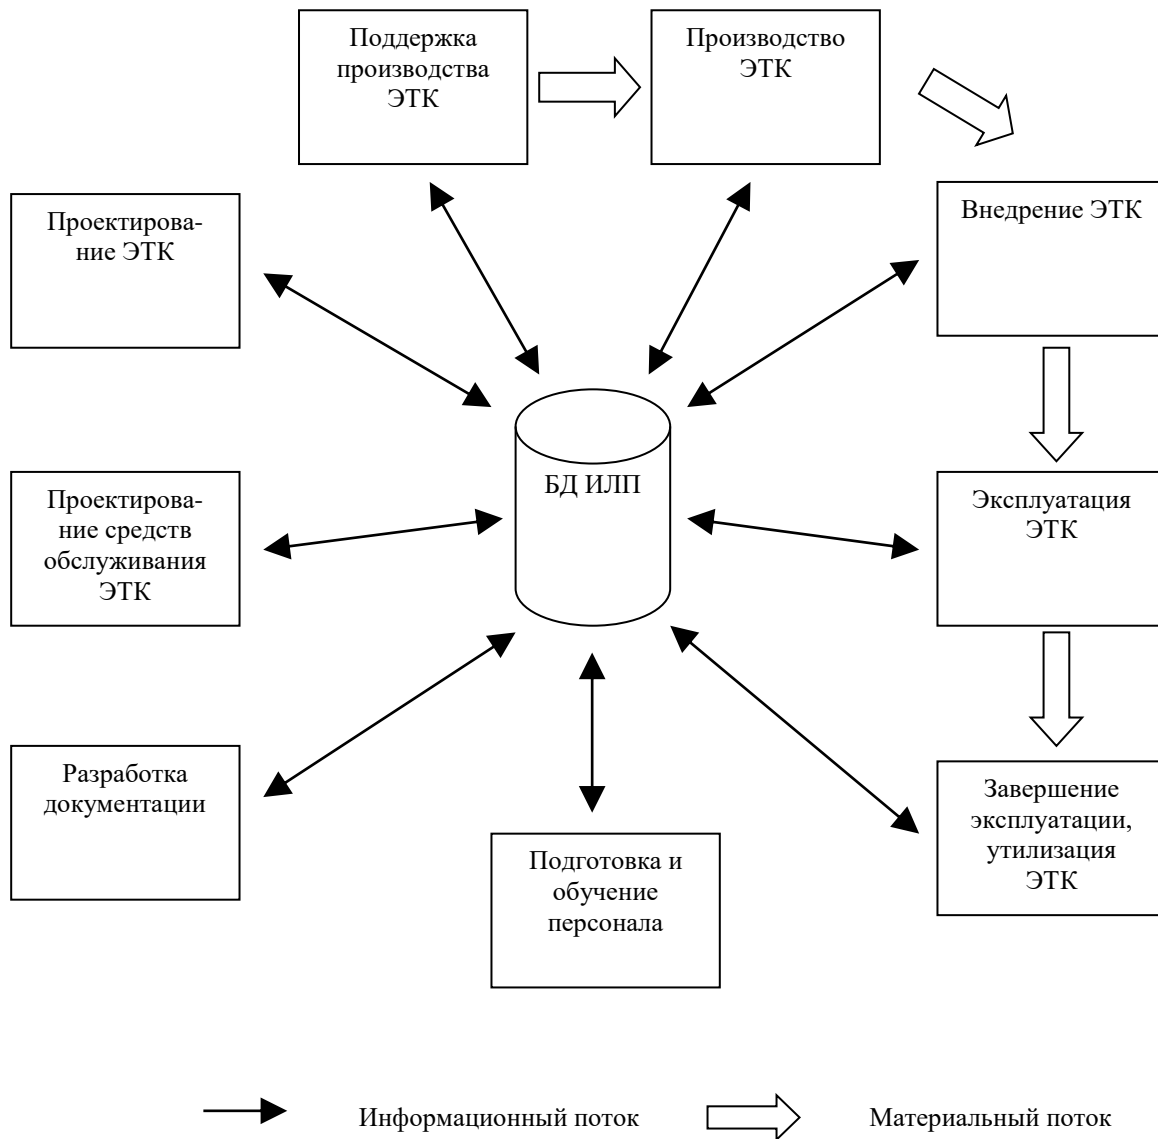 Поддержка
производства
ЭТК
Производство
ЭТК
Проектирова-
ние ЭТК
Внедрение ЭТК
БД ИЛП
Проектирова-
ние средств
обслуживания
ЭТК
Эксплуатация
ЭТК
Разработка
документации
Подготовка и
обучение
персонала
Завершение
эксплуатации,
утилизация
ЭТК
Информационный поток
Материальный поток